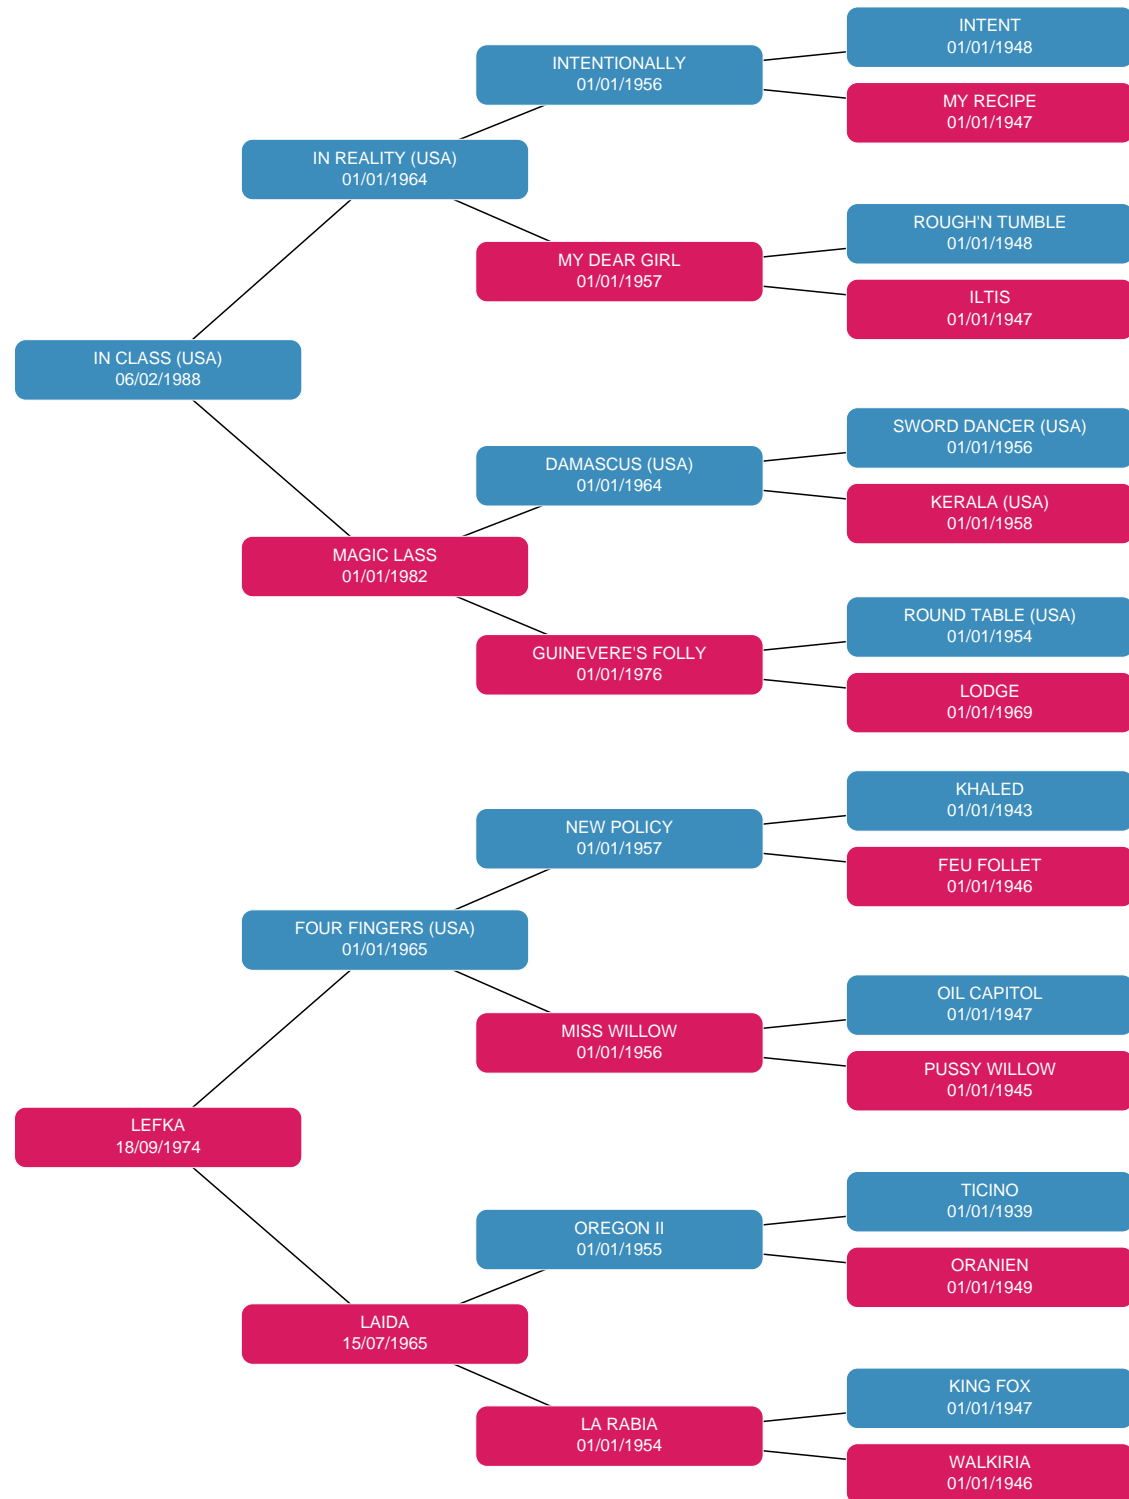 INTENT
01/01/1948
INTENTIONALLY
01/01/1956
MY RECIPE
01/01/1947
IN REALITY (USA)
01/01/1964
ROUGH'N TUMBLE
01/01/1948
MY DEAR GIRL
01/01/1957
ILTIS
01/01/1947
IN CLASS (USA)
06/02/1988
SWORD DANCER (USA)
01/01/1956
DAMASCUS (USA)
01/01/1964
KERALA (USA)
01/01/1958
MAGIC LASS
01/01/1982
ROUND TABLE (USA)
01/01/1954
GUINEVERE'S FOLLY
01/01/1976
LODGE
01/01/1969
KHALED
01/01/1943
NEW POLICY
01/01/1957
FEU FOLLET
01/01/1946
FOUR FINGERS (USA)
01/01/1965
OIL CAPITOL
01/01/1947
MISS WILLOW
01/01/1956
PUSSY WILLOW
01/01/1945
LEFKA
18/09/1974
TICINO
01/01/1939
OREGON II
01/01/1955
ORANIEN
01/01/1949
LAIDA
15/07/1965
KING FOX
01/01/1947
LA RABIA
01/01/1954
WALKIRIA
01/01/1946